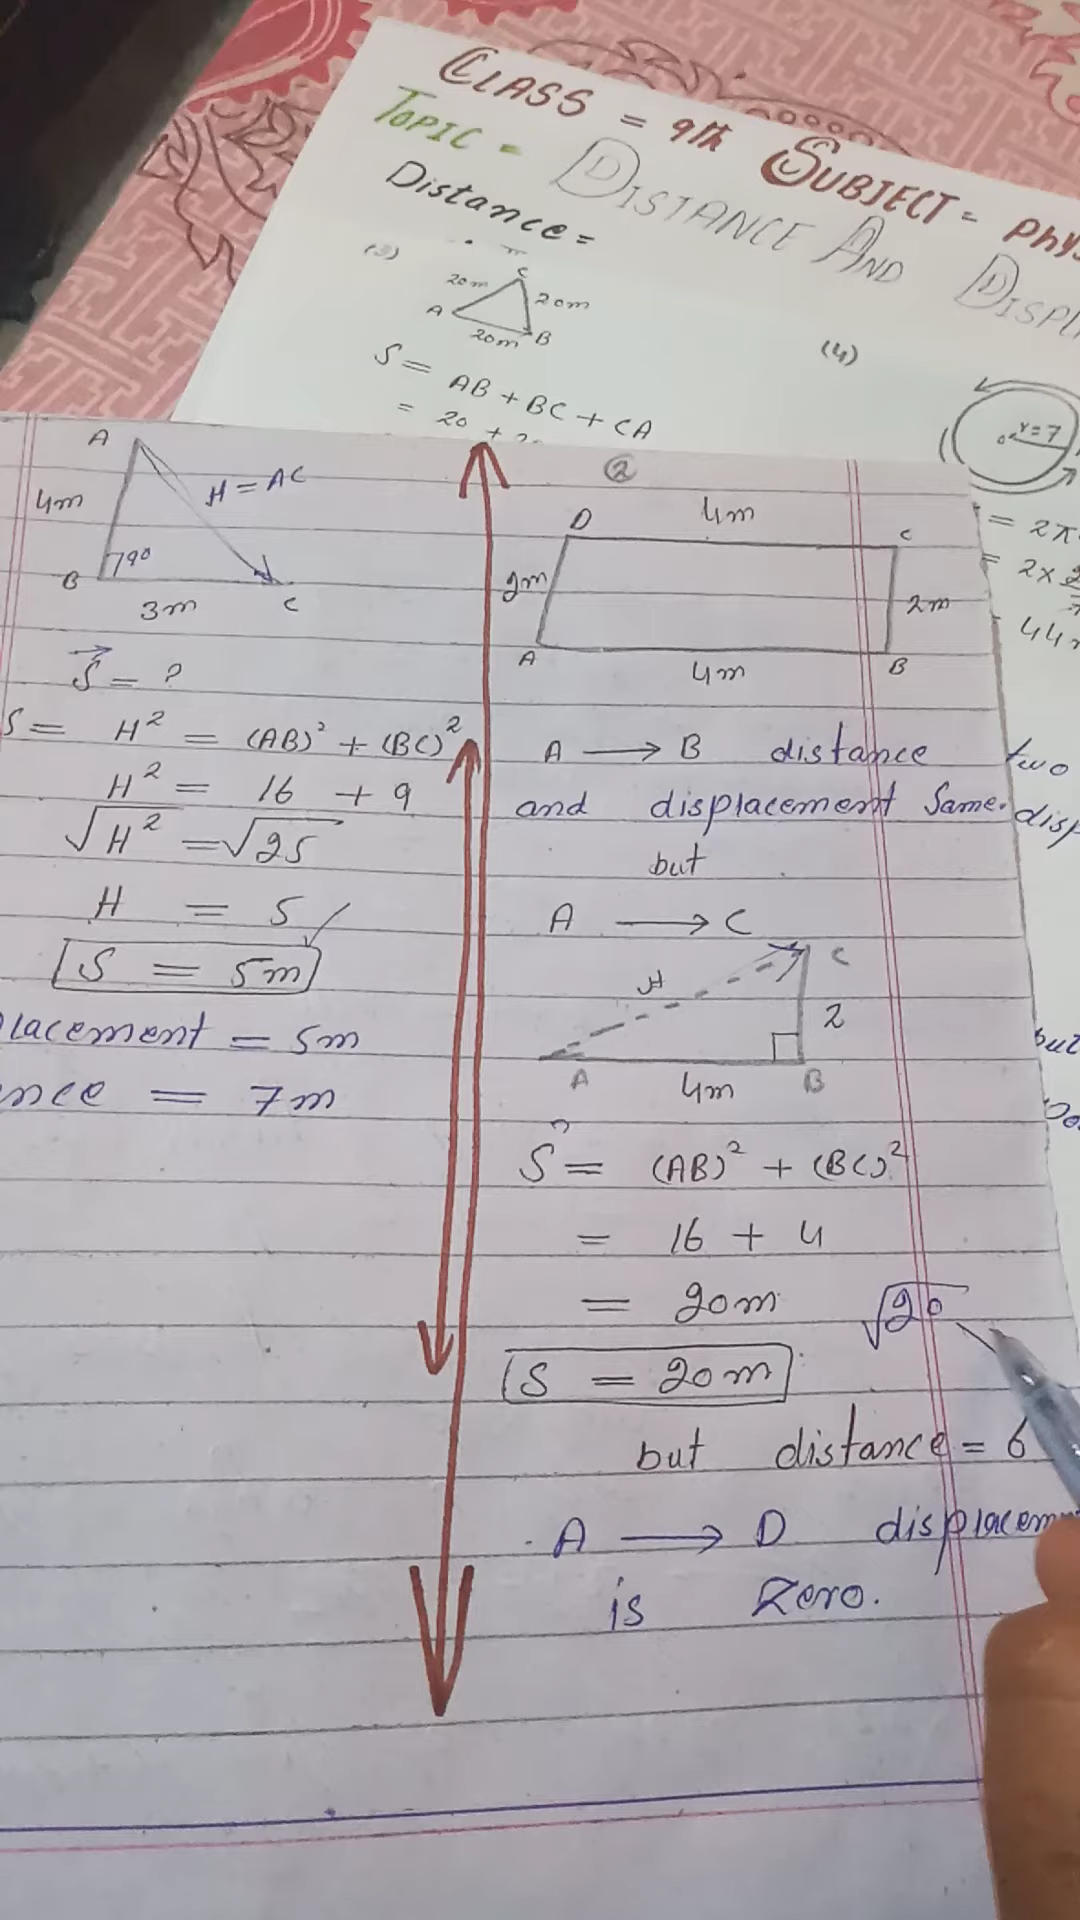 CLASS = 9th SUBJECT = Phy
TOPIC = DISTANCE AND DISPL
Distance =
(3)
C
20m
20m
A
20m
B
S = AB + BC + CA
= 20 +
(4)
r=7
= 2π
= 2×
44
A
4m
H = AC
B
90
3m
C
S = ?
S = H² = (AB)² + (BC)²
H² = 16 + 9
√H² = √25
H = 5
S = 5m
lacement = 5m
nce = 7m
2
D
4m
C
2m
2m
A
4m
B
A → B distance
and displacement Same.
but
A → C
H
C
2
A
4m
B
S = (AB)² + (BC)²
= 16 + 4
= 20m
√20
S = 20m
but distance = 6
A → D displacem
is zero.
two
disp
but